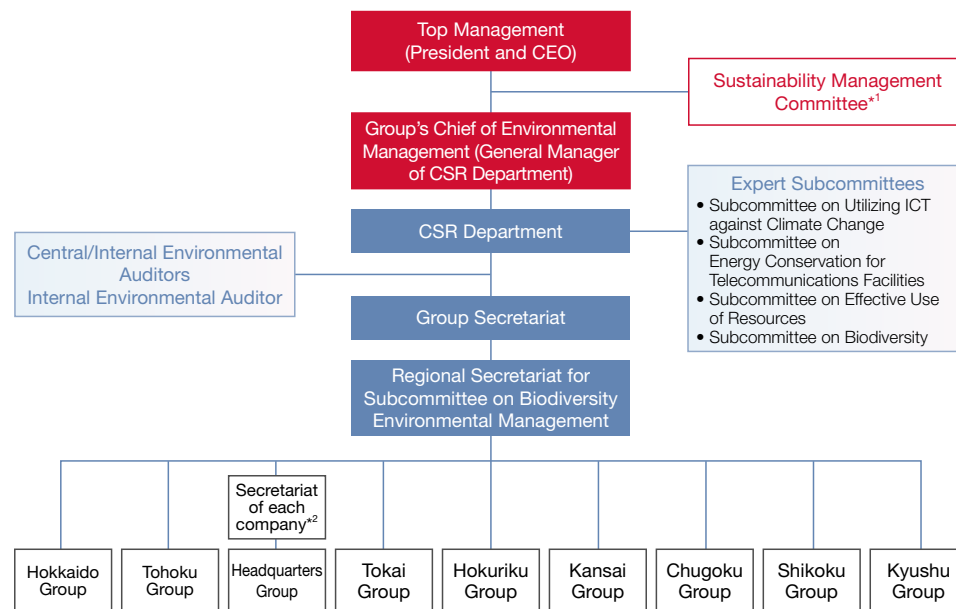 Top Management
(President and CEO)
Sustainability Management
Committee*1
Group's Chief of Environmental
Management (General Manager
of CSR Department)
Expert Subcommittees
• Subcommittee on Utilizing ICT
against Climate Change
• Subcommittee on
Energy Conservation for
Telecommunications Facilities
• Subcommittee on Effective Use
of Resources
• Subcommittee on Biodiversity
CSR Department
Central/Internal Environmental
Auditors
Internal Environmental Auditor
Group Secretariat
Regional Secretariat for
Subcommittee on Biodiversity
Environmental Management
Secretariat
of each
company*2
Hokkaido
Group
Tohoku
Group
Headquarters
Group
Tokai
Group
Hokuriku
Group
Kansai
Group
Chugoku
Group
Shikoku
Group
Kyushu
Group